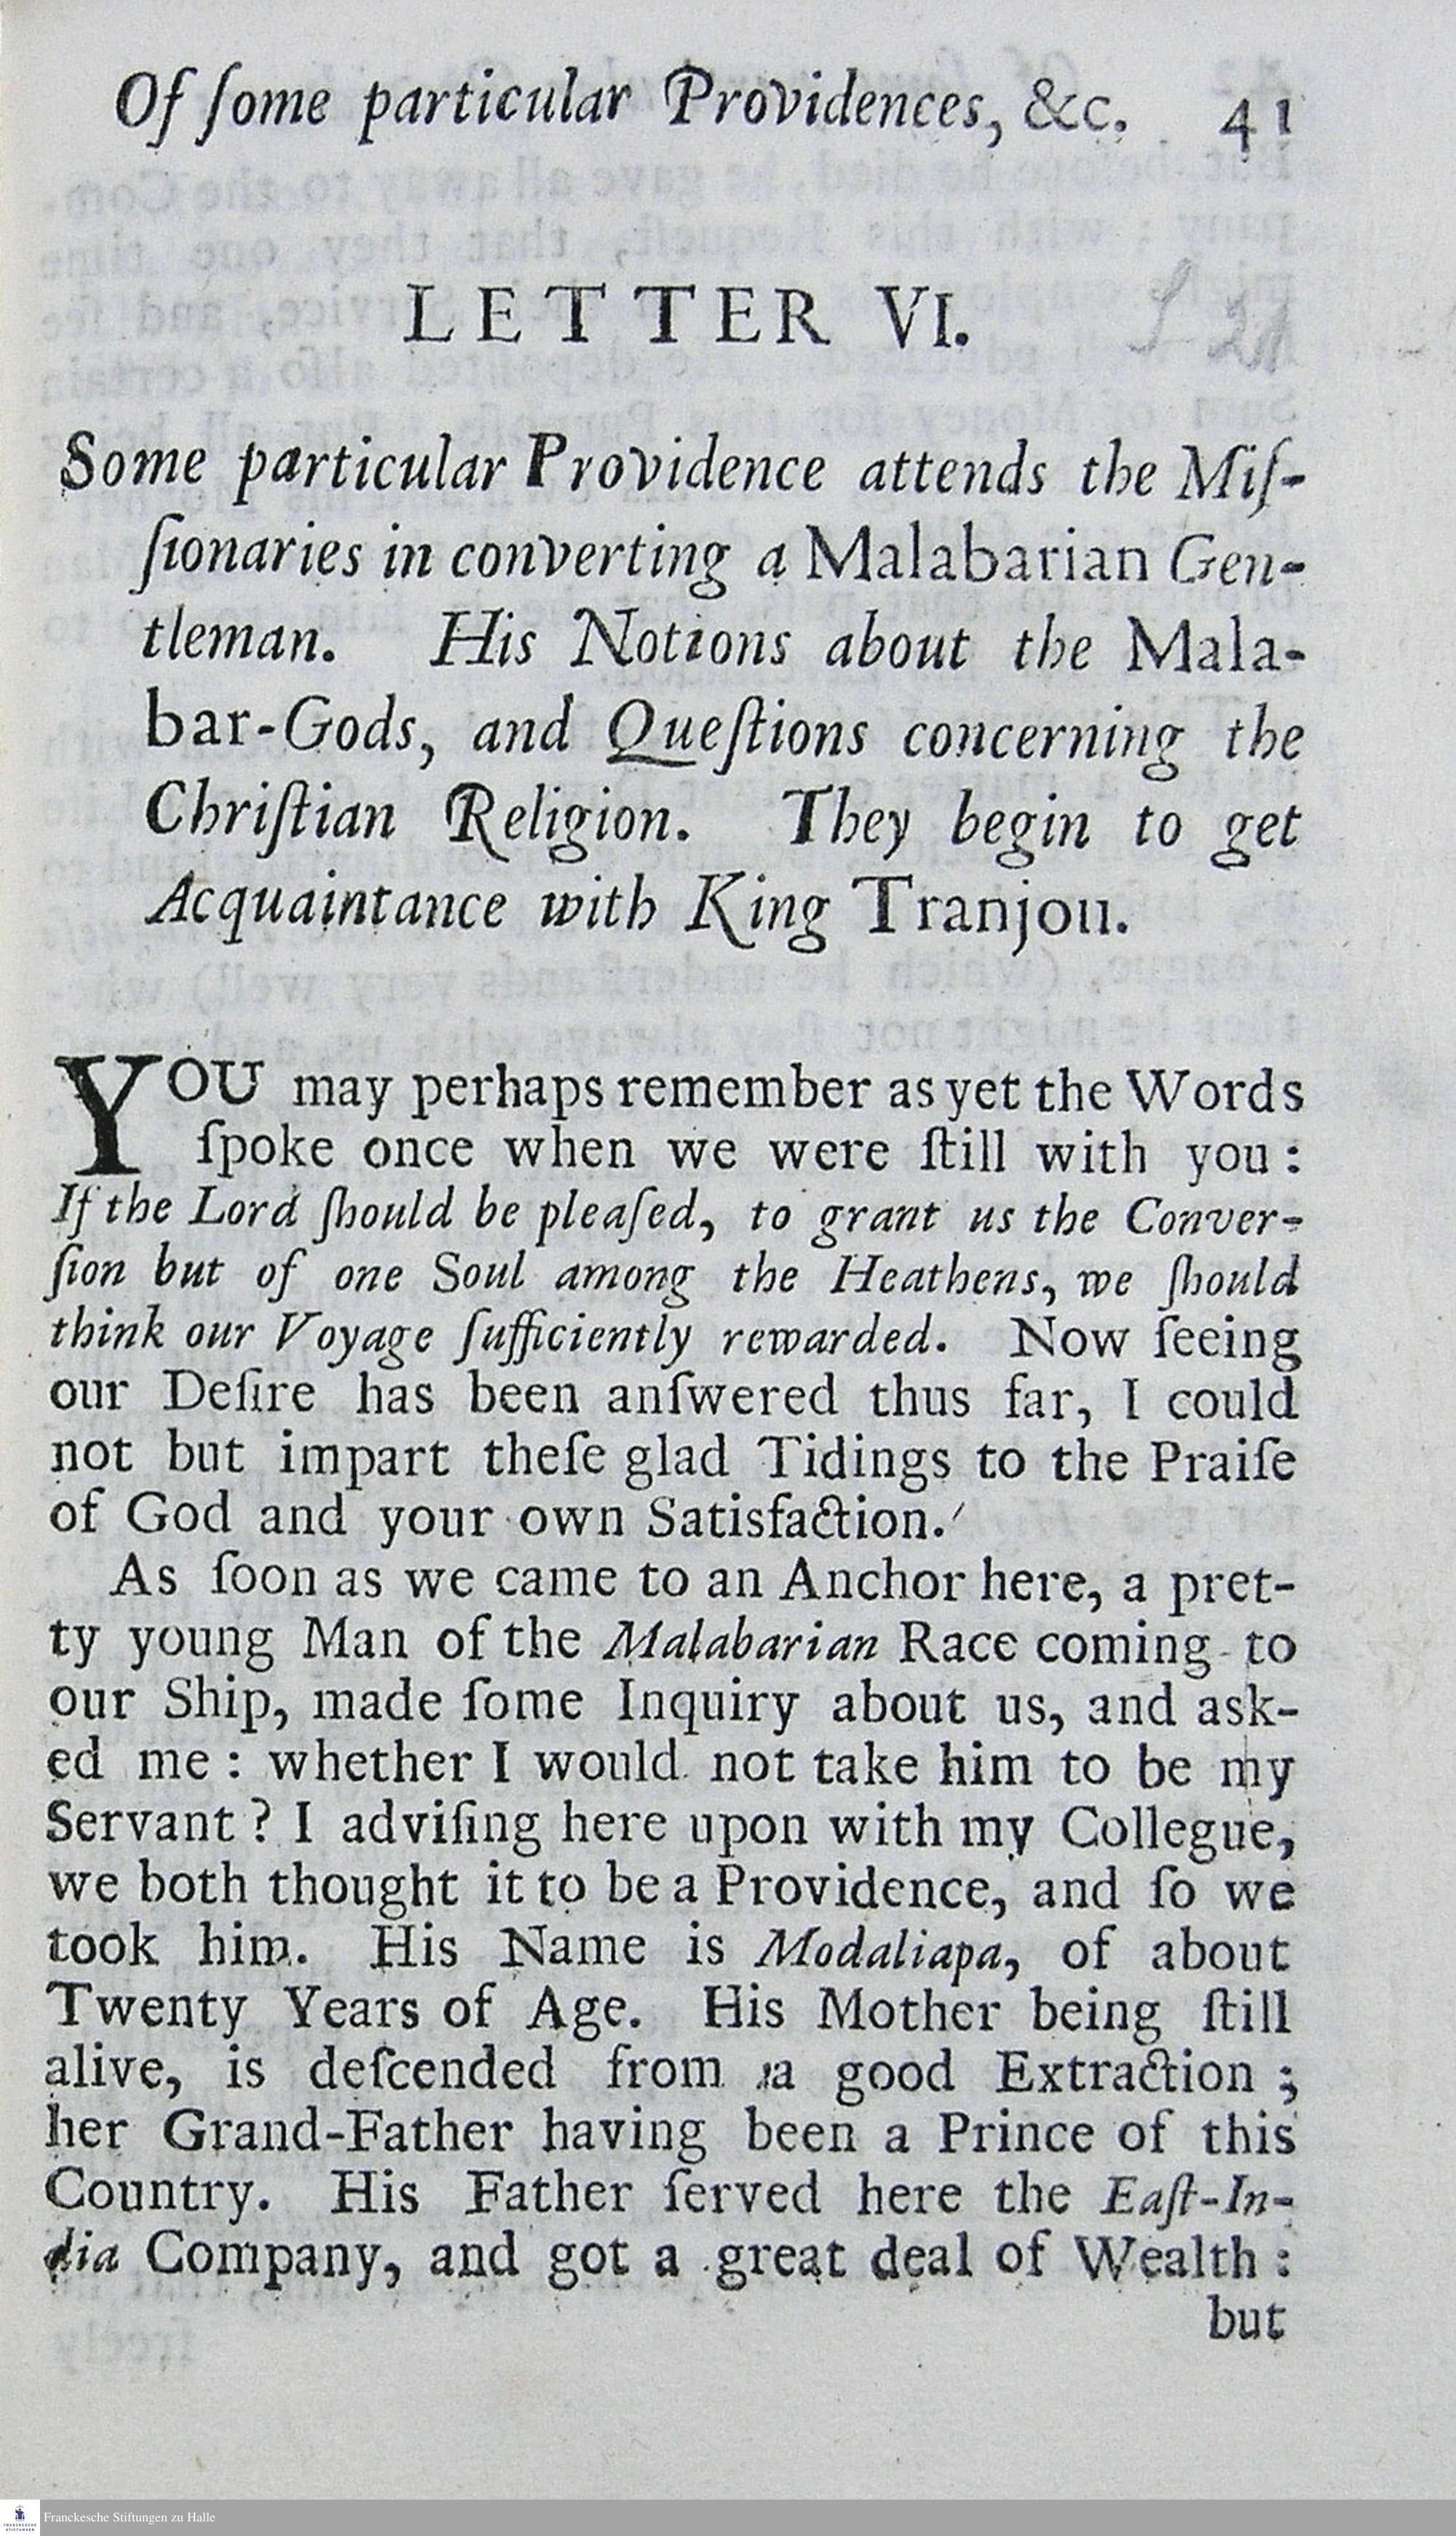 Of ſome particular Providences, &c. 41
LETTER VI.
Some particular Providence attends the Miſ-
ſionaries in converting a Malabarian Gen-
tleman. His Notions about the Mala-
bar-Gods, and Queſtions concerning the
Chriſtian Religion. They begin to get
Acquaintance with King Tranjou.
YOU may perhaps remember as yet the Words
ſpoke once when we were ſtill with you:
If the Lord ſhould be pleaſed, to grant us the Conver-
ſion but of one Soul among the Heathens, we ſhould
think our Voyage ſufficiently rewarded. Now ſeeing
our Deſire has been anſwered thus far, I could
not but impart theſe glad Tidings to the Praiſe
of God and your own Satisfaction.
As ſoon as we came to an Anchor here, a pret-
ty young Man of the Malabarian Race coming to
our Ship, made ſome Inquiry about us, and ask-
ed me: whether I would not take him to be my
Servant? I adviſing here upon with my Collegue,
we both thought it to be a Providence, and ſo we
took him. His Name is Modaliapa, of about
Twenty Years of Age. His Mother being ſtill
alive, is deſcended from a good Extraction;
her Grand-Father having been a Prince of this
Country. His Father ſerved here the Eaſt-In-
dia Company, and got a great deal of Wealth:
but
Franckesche Stiftungen zu Halle
FRANCKESCHE
STIFTUNGEN